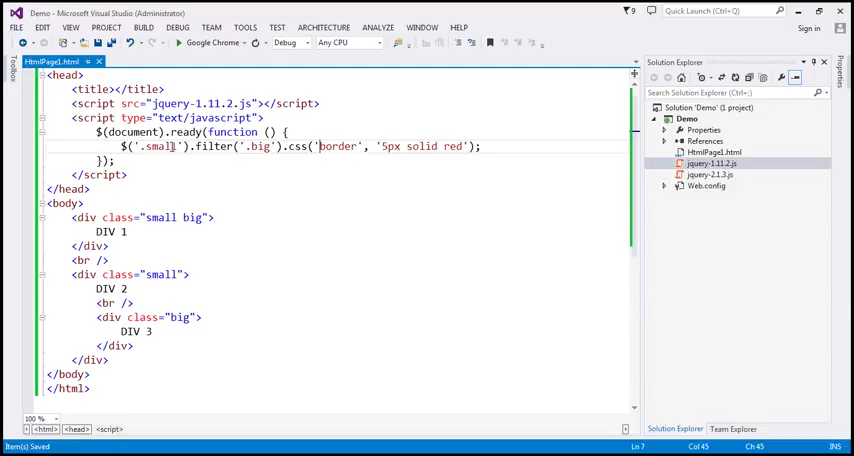 Demo - Microsoft Visual Studio (Administrator)
9
Quick Launch (Ctrl+Q)
FILE EDIT VIEW PROJECT BUILD DEBUG TEAM TOOLS TEST ARCHITECTURE ANALYZE WINDOW HELP
Sign in
Google Chrome
Debug
Any CPU
Toolbox
HtmlPage1.html
<head>
<title></title>
<script src="jquery-1.11.2.js"></script>
<script type="text/javascript">
$(document).ready(function () {
$('.small').filter('.big').css('border', '5px solid red');
});
</script>
</head>
<body>
<div class="small big">
DIV 1
</div>
<br />
<div class="small">
DIV 2
<br />
<div class="big">
DIV 3
</div>
</div>
</body>
</html>
100 %
<html> <head> <script>
Solution Explorer
Search Solution Explorer (Ctrl+;)
Solution 'Demo' (1 project)
Demo
Properties
References
HtmlPage1.html
jquery-1.11.2.js
jquery-2.1.3.js
Web.config
Solution Explorer Team Explorer
Properties
Item(s) Saved
Ln 7
Col 45
Ch 45
INS